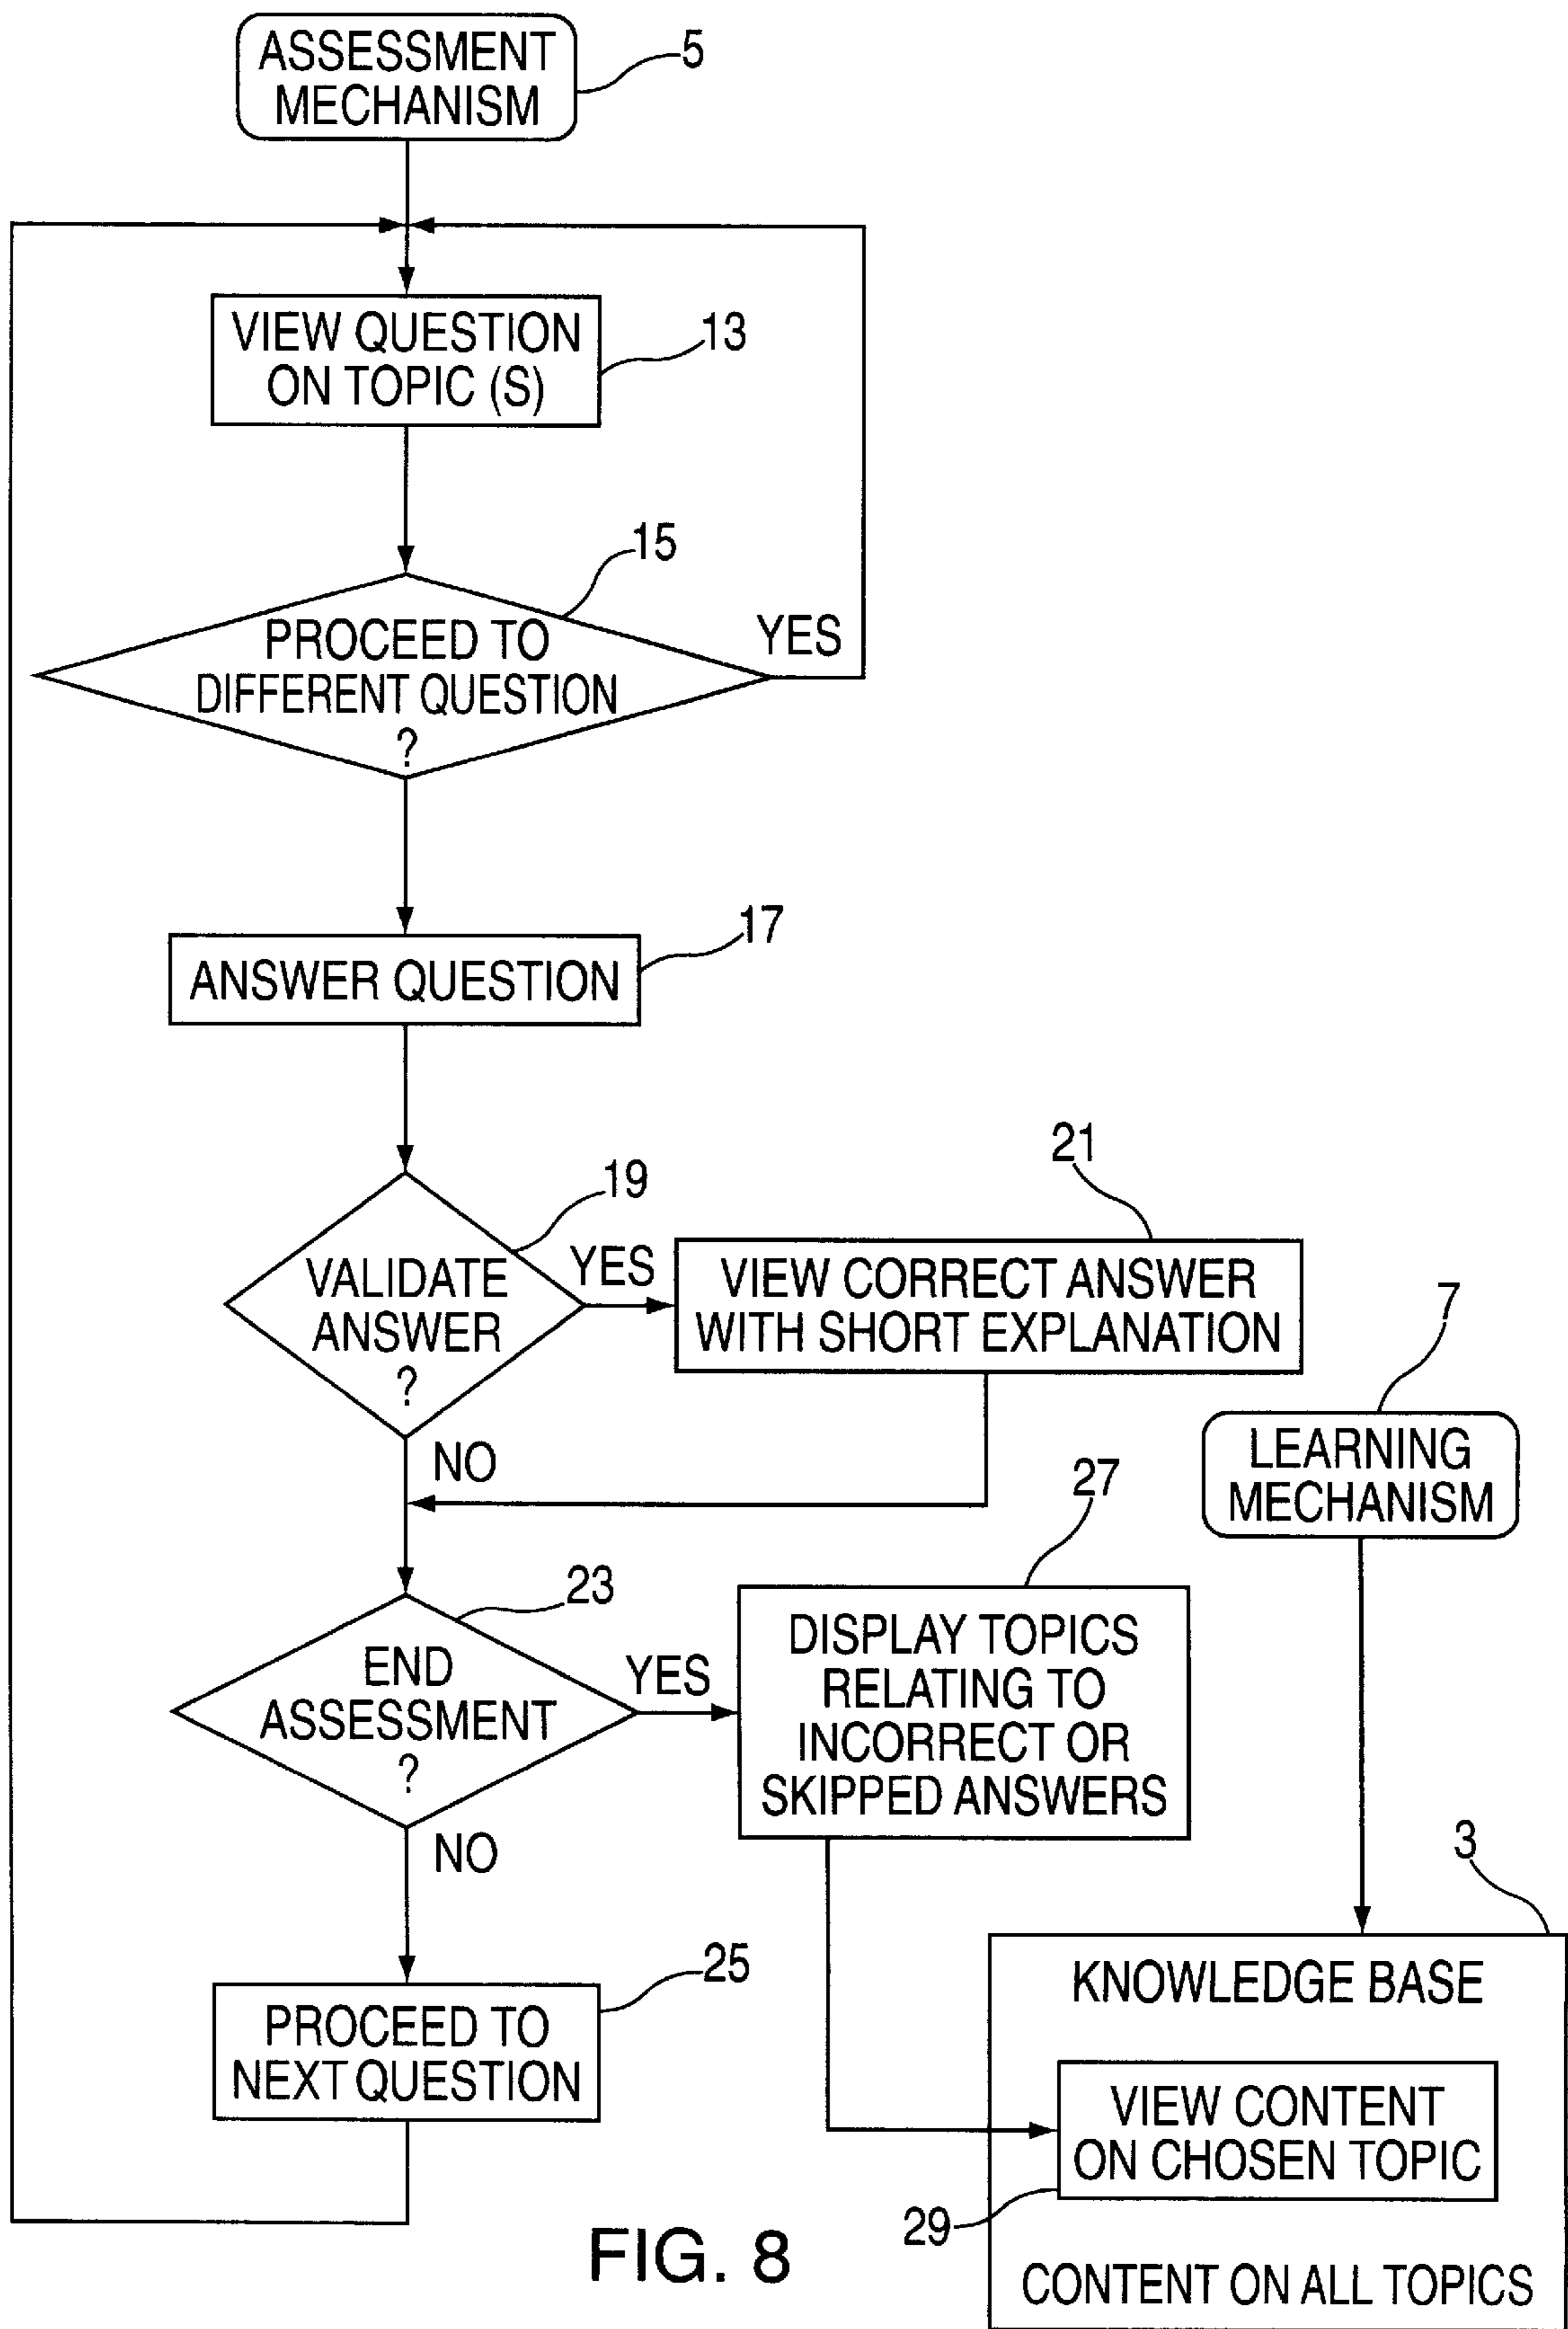 ASSESSMENT
MECHANISM
5
VIEW QUESTION
ON TOPIC (S)
13
15
PROCEED TO
DIFFERENT QUESTION
?
YES
17
ANSWER QUESTION
19
VALIDATE
ANSWER
?
YES
21
VIEW CORRECT ANSWER
WITH SHORT EXPLANATION
NO
7
LEARNING
MECHANISM
23
END
ASSESSMENT
?
YES
27
DISPLAY TOPICS
RELATING TO
INCORRECT OR
SKIPPED ANSWERS
NO
25
PROCEED TO
NEXT QUESTION
3
KNOWLEDGE BASE
VIEW CONTENT
ON CHOSEN TOPIC
29
CONTENT ON ALL TOPICS
FIG. 8